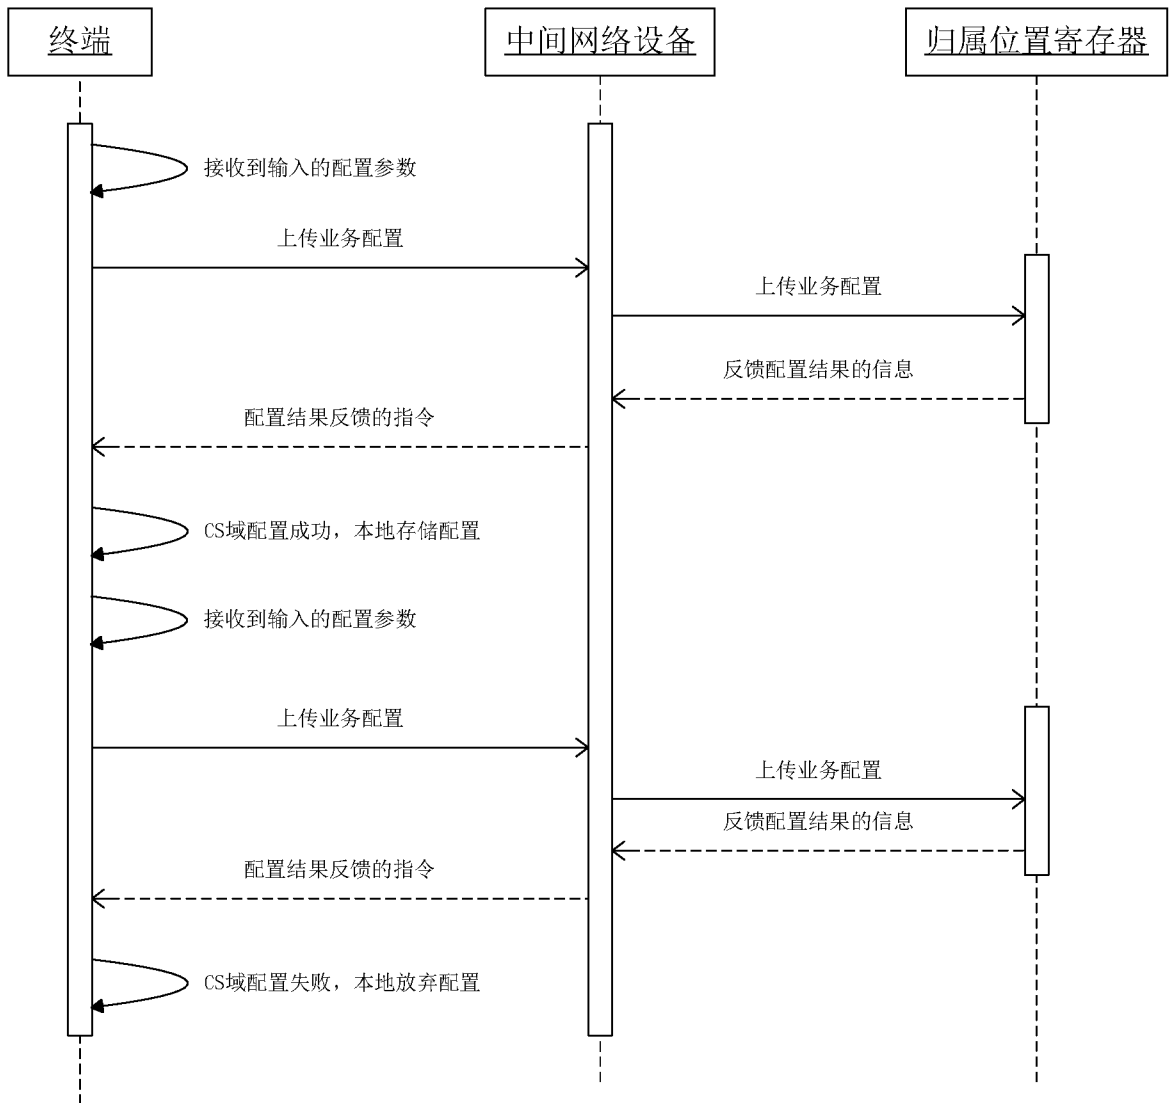 终端
中间网络设备
归属位置寄存器
接收到输入的配置参数
上传业务配置
上传业务配置
反馈配置结果的信息
配置结果反馈的指令
CS域配置成功，本地存储配置
接收到输入的配置参数
上传业务配置
上传业务配置
反馈配置结果的信息
配置结果反馈的指令
CS域配置失败，本地放弃配置